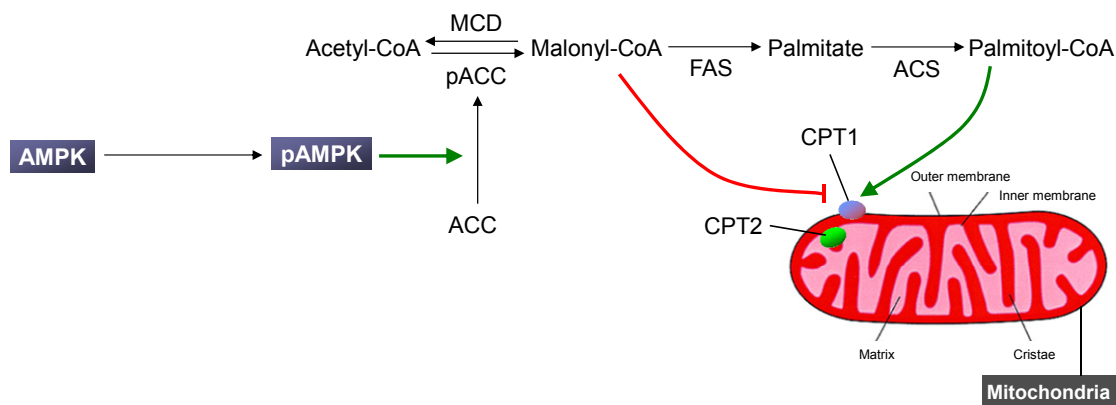 MCD
Acetyl-CoA Malonyl-CoA Palmitate Palmitoyl-CoA
FAS ACS
pACC
CPT1
AMPK pAMPK
Outer membrane
Inner membrane
ACC
CPT2
Matrix Cristae
Mitochondria